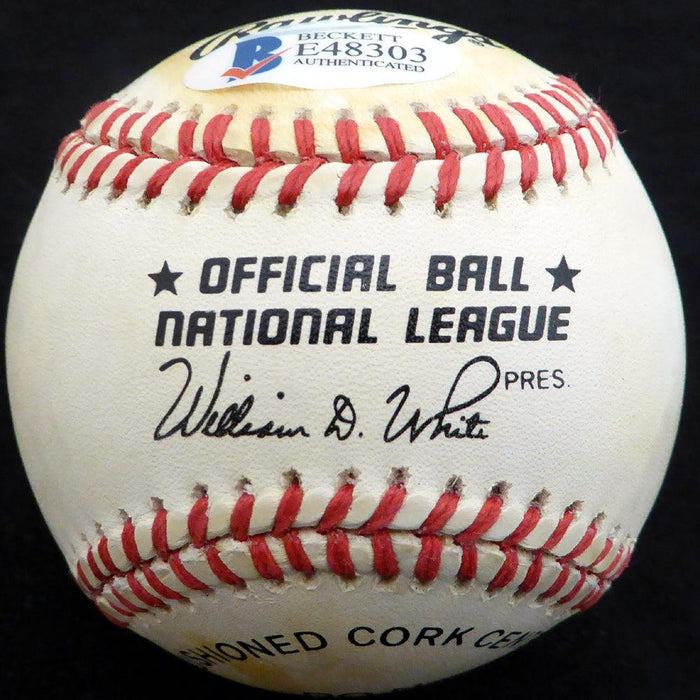 Rawlings
BECKETT
B E48303
AUTHENTICATED
★ OFFICIAL BALL ★
NATIONAL LEAGUE
William D. White PRES.
SHIONED CORK CEN